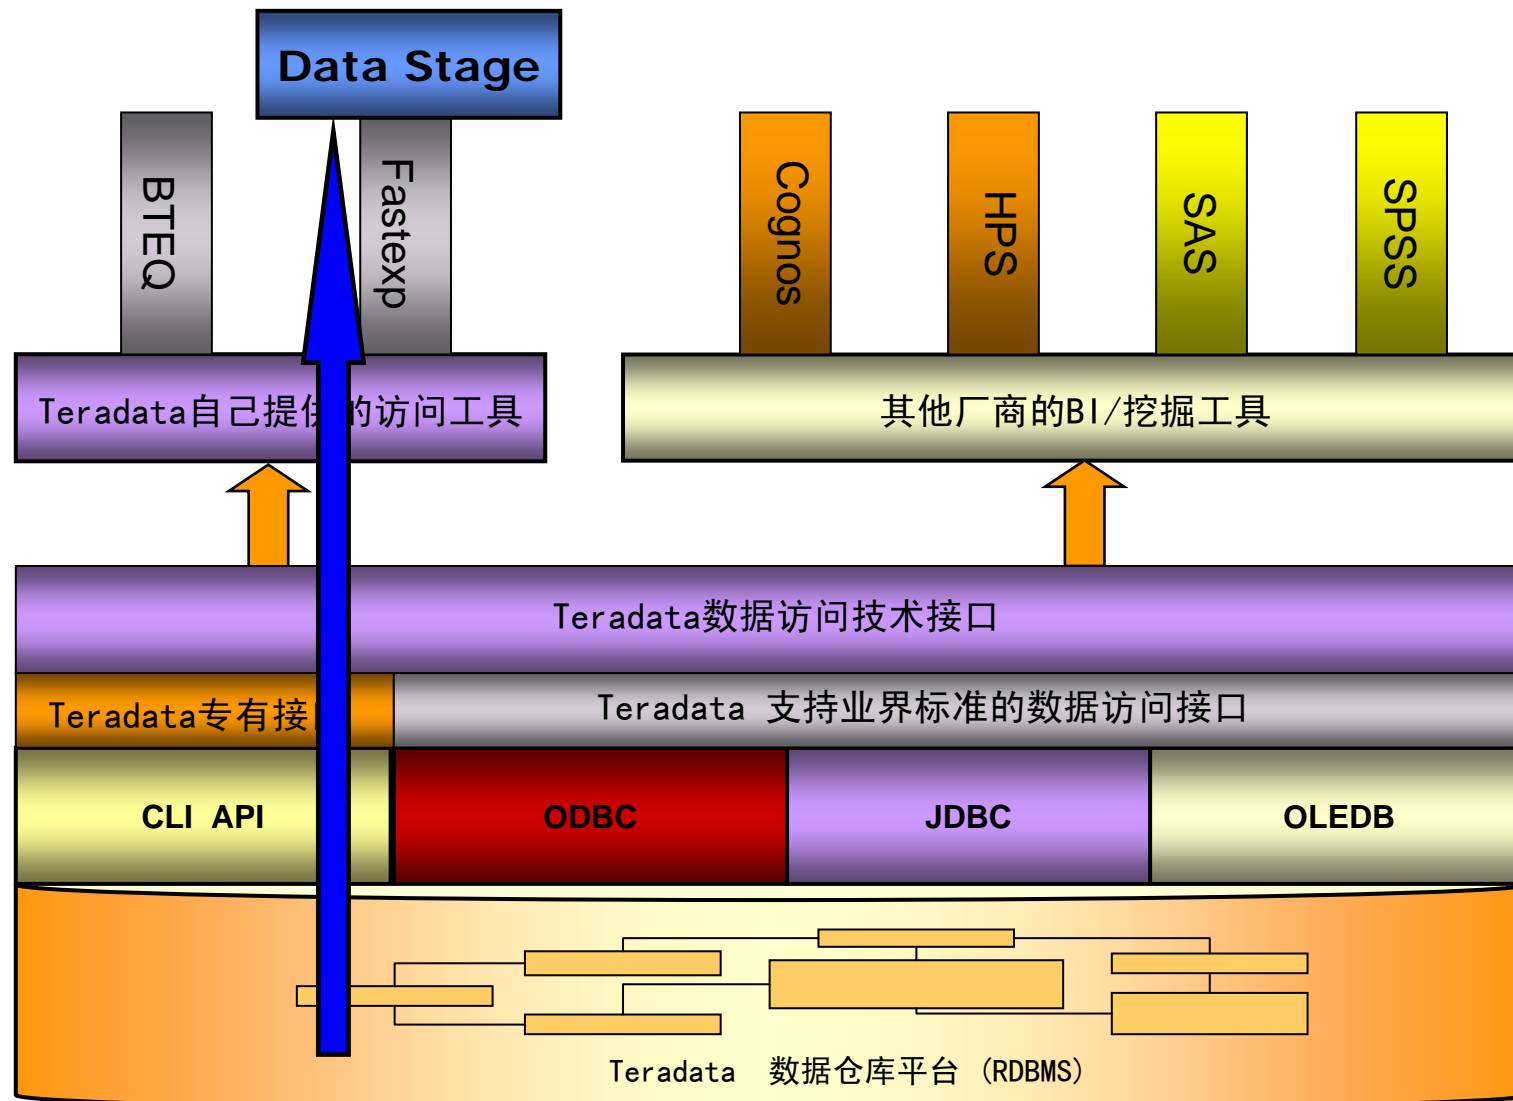 Data Stage
BTEQ
Fastexp
Cognos
HPS
SAS
SPSS
Teradata自己提供的访问工具
其他厂商的BI/挖掘工具
Teradata数据访问技术接口
Teradata专有接口
Teradata 支持业界标准的数据访问接口
CLI API
ODBC
JDBC
OLEDB
Teradata 数据仓库平台 (RDBMS)